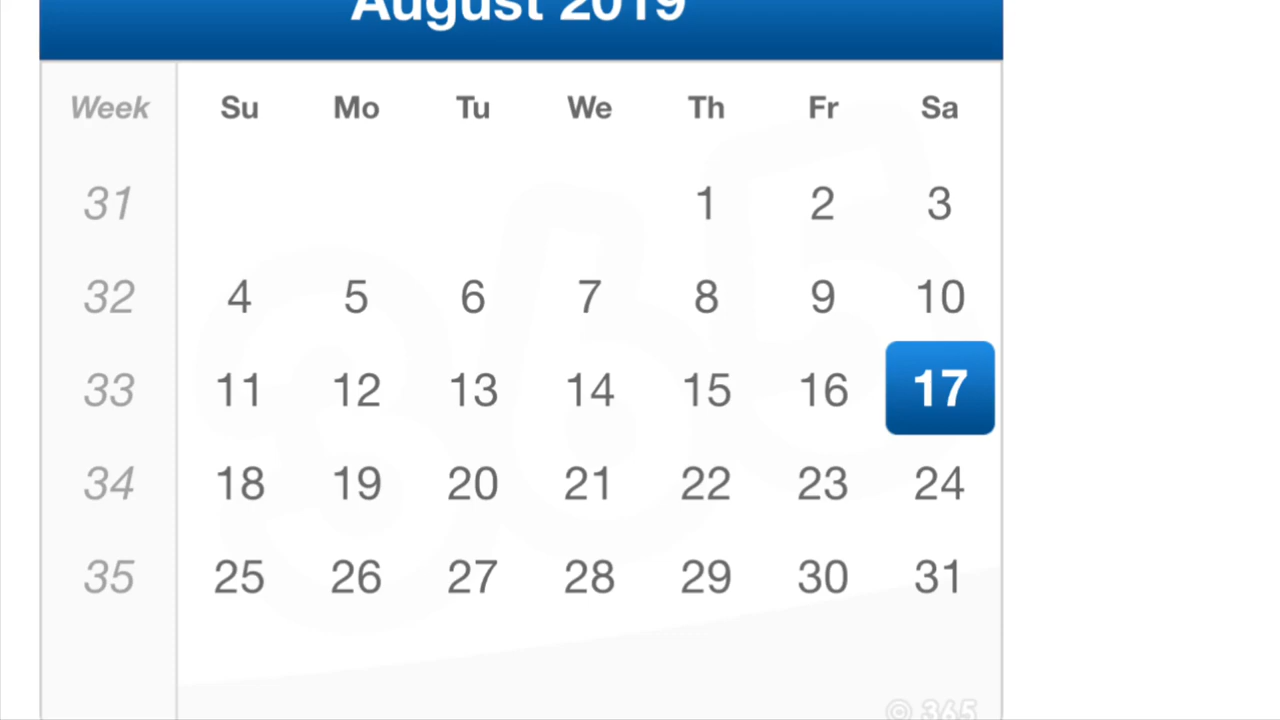 August 2019
Week Su Mo Tu We Th Fr Sa
31 1 2 3
32 4 5 6 7 8 9 10
33 11 12 13 14 15 16 17
34 18 19 20 21 22 23 24
35 25 26 27 28 29 30 31
© 365